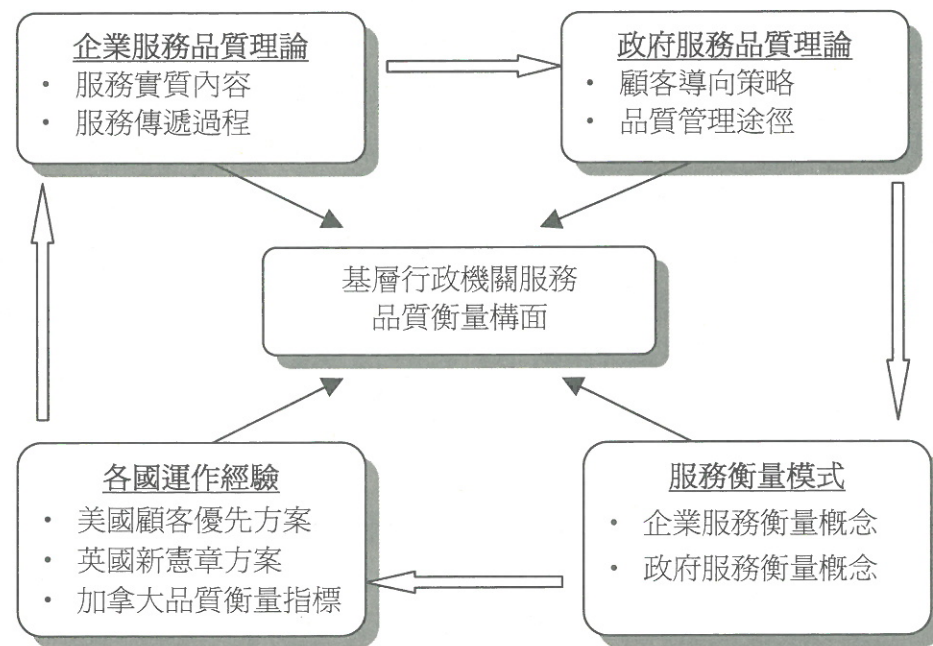 企業服務品質理論
· 服務實質內容
· 服務傳遞過程
政府服務品質理論
· 顧客導向策略
· 品質管理途徑
基層行政機關服務
品質衡量構面
各國運作經驗
· 美國顧客優先方案
· 英國新憲章方案
· 加拿大品質衡量指標
服務衡量模式
· 企業服務衡量概念
· 政府服務衡量概念